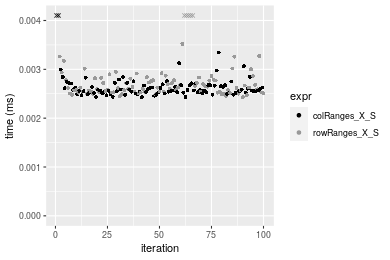 0.004
0.003
0.002
0.001
0.000
time (ms)
0
25
50
75
100
iteration
expr
colRanges_X_S
rowRanges_X_S